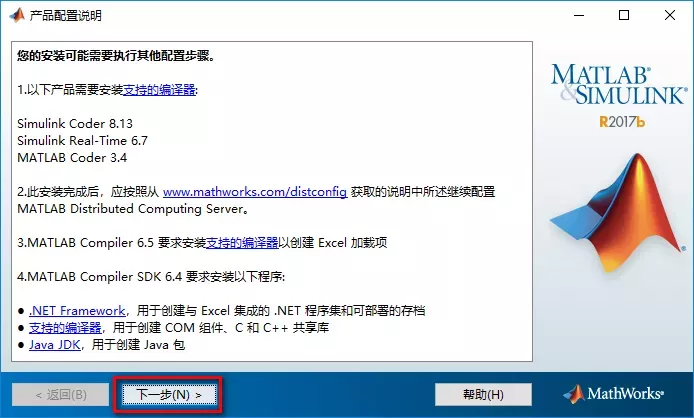 产品配置说明
您的安装可能需要执行其他配置步骤。
1.以下产品需要安装支持的编译器:
Simulink Coder 8.13
Simulink Real-Time 6.7
MATLAB Coder 3.4
2.此安装完成后，应按照从 www.mathworks.com/distconfig 获取的说明中所述继续配置
MATLAB Distributed Computing Server。
3.MATLAB Compiler 6.5 要求安装支持的编译器以创建 Excel 加载项
4.MATLAB Compiler SDK 6.4 要求安装以下程序:
● .NET Framework，用于创建与 Excel 集成的 .NET 程序集和可部署的存档
● 支持的编译器，用于创建 COM 组件、C 和 C++ 共享库
● Java JDK，用于创建 Java 包
MATLAB®
&SIMULINK®
R2017b
< 返回(B)
下一步(N) >
帮助(H)
MathWorks®